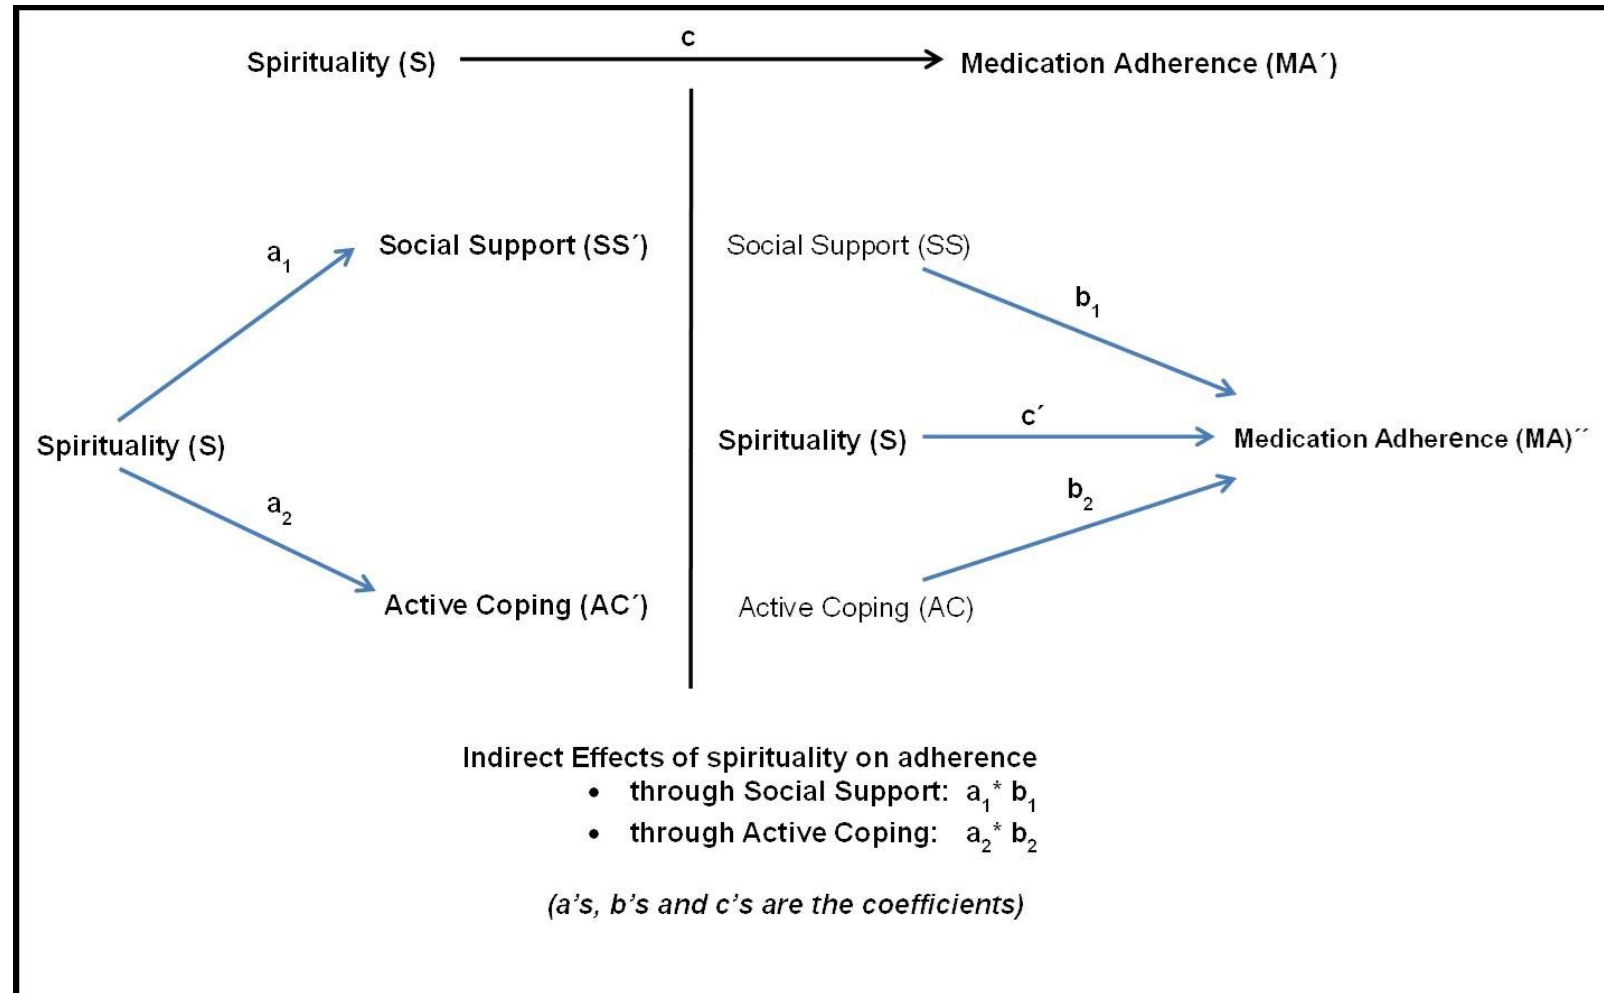 c
Spirituality (S)
Medication Adherence (MA´)
a1
Social Support (SS´)
Social Support (SS)
b1
Spirituality (S)
Spirituality (S)
c´
Medication Adherence (MA)´´
a2
b2
Active Coping (AC´)
Active Coping (AC)
Indirect Effects of spirituality on adherence
• through Social Support: a1* b1
• through Active Coping: a2* b2
(a’s, b’s and c’s are the coefficients)